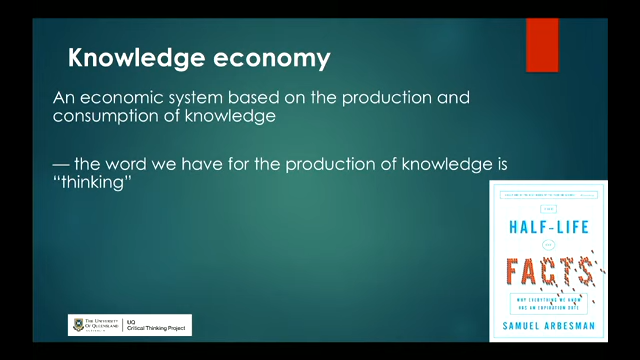 Knowledge economy
An economic system based on the production and
consumption of knowledge
— the word we have for the production of knowledge is
“thinking”
THE
HALF-LIFE
OF
FACTS
WHY EVERYTHING WE KNOW
HAS AN EXPIRATION DATE
SAMUEL ARBESMAN
THE UNIVERSITY
OF QUEENSLAND
AUSTRALIA
UQ
Critical Thinking Project